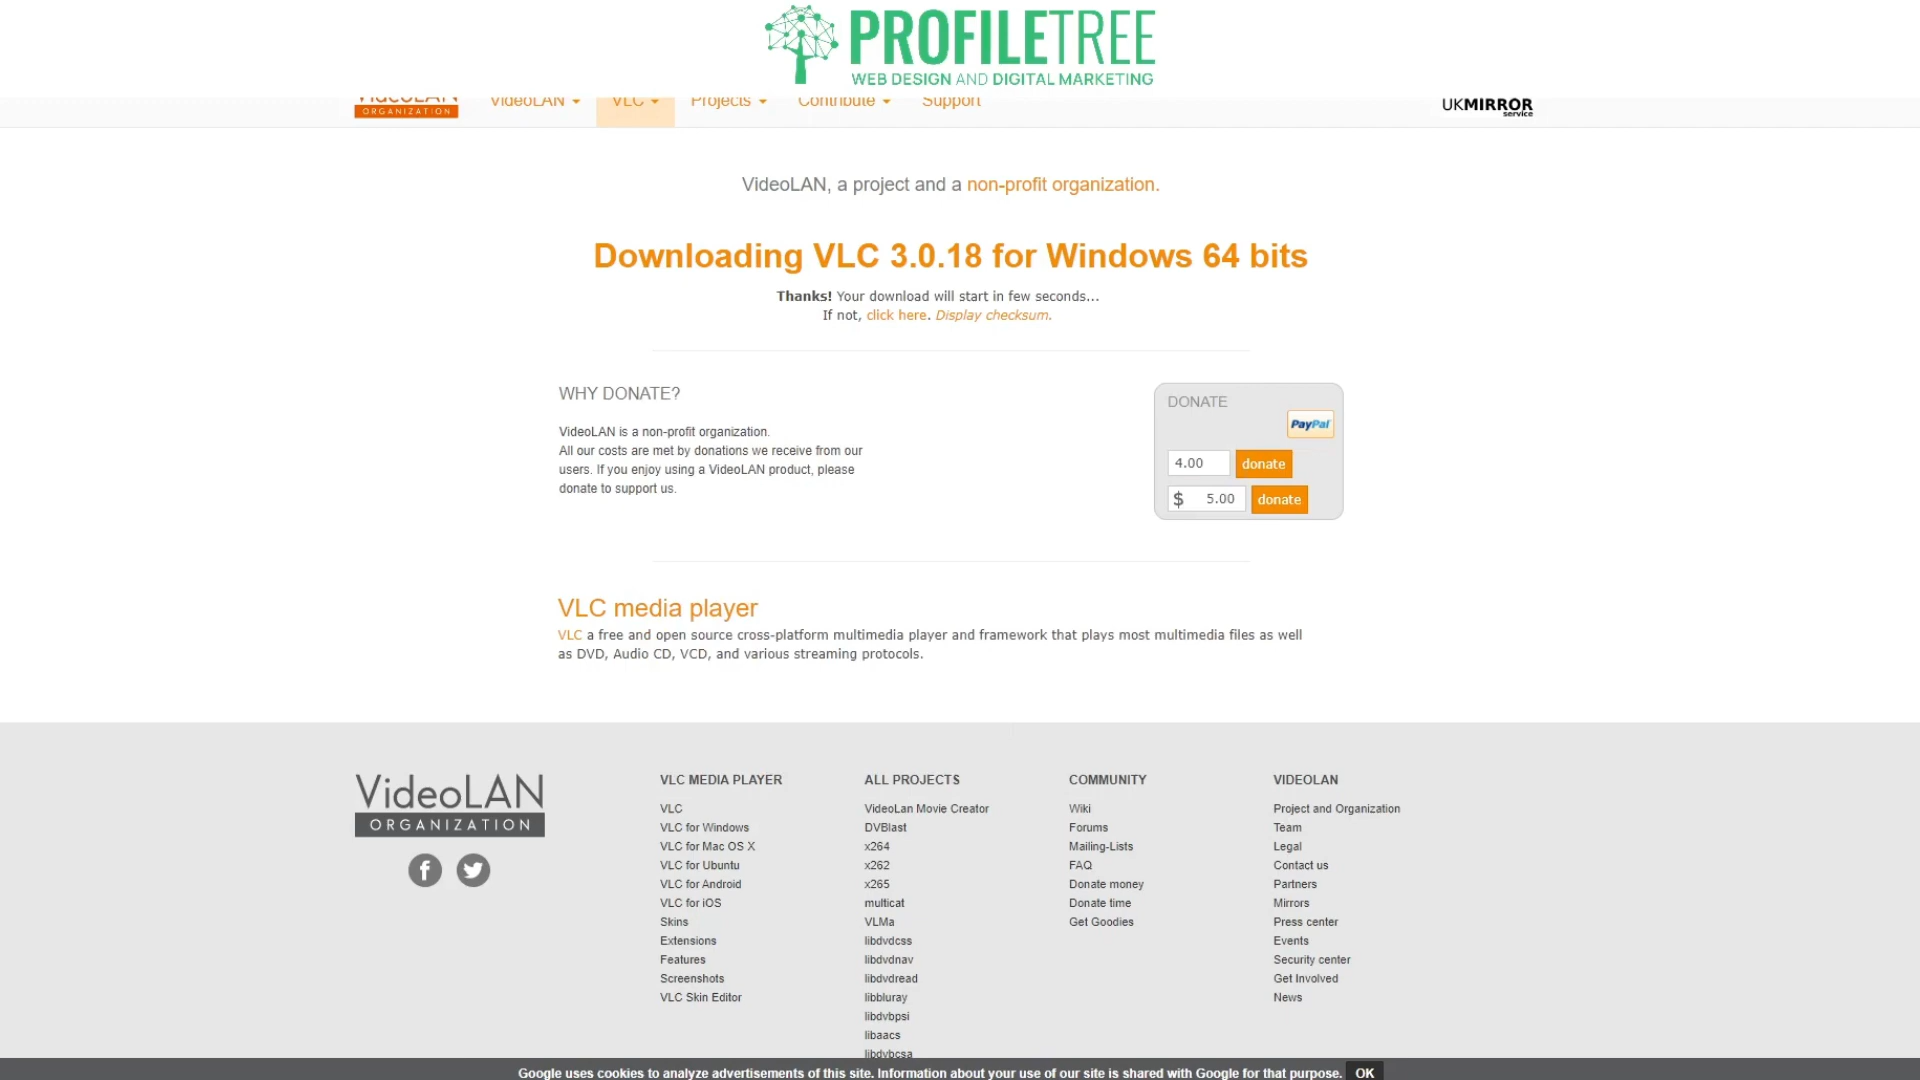 PROFILETREE
WEB DESIGN AND DIGITAL MARKETING
VideoLAN
ORGANIZATION
VideoLAN VLC Projects Contribute Support
UKMIRROR
service
VideoLAN, a project and a non-profit organization.
Downloading VLC 3.0.18 for Windows 64 bits
Thanks! Your download will start in few seconds...
If not, click here. Display checksum.
WHY DONATE?
VideoLAN is a non-profit organization.
All our costs are met by donations we receive from our
users. If you enjoy using a VideoLAN product, please
donate to support us.
DONATE
PayPal
4.00 donate
$ 5.00 donate
VLC media player
VLC a free and open source cross-platform multimedia player and framework that plays most multimedia files as well
as DVD, Audio CD, VCD, and various streaming protocols.
VideoLAN
ORGANIZATION
VLC MEDIA PLAYER
VLC
VLC for Windows
VLC for Mac OS X
VLC for Ubuntu
VLC for Android
VLC for iOS
Skins
Extensions
Features
Screenshots
VLC Skin Editor
ALL PROJECTS
VideoLan Movie Creator
DVBlast
x264
x262
x265
multicat
VLMa
libdvdcss
libdvdnav
libdvdread
libbluray
libdvbpsi
libaacs
libdvbcsa
COMMUNITY
Wiki
Forums
Mailing-Lists
FAQ
Donate money
Donate time
Get Goodies
VIDEOLAN
Project and Organization
Team
Legal
Contact us
Partners
Mirrors
Press center
Events
Security center
Get Involved
News
Google uses cookies to analyze advertisements of this site. Information about your use of our site is shared with Google for that purpose. OK